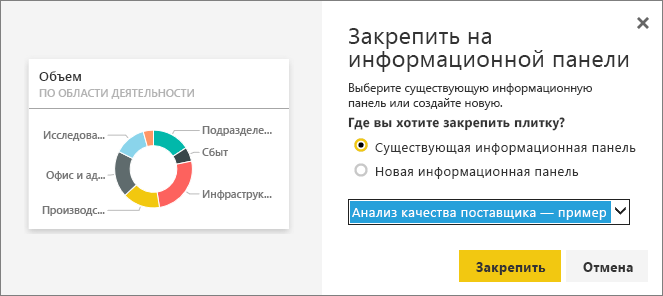 Объем
ПО ОБЛАСТИ ДЕЯТЕЛЬНОСТИ
Исследова...
Подразделе...
Сбыт
Офис и ад...
Инфраструк...
Производс...
Закрепить на
информационной панели
Выберите существующую информационную
панель или создайте новую.
Где вы хотите закрепить плитку?
Существующая информационная панель
Новая информационная панель
Анализ качества поставщика — пример
Закрепить
Отмена